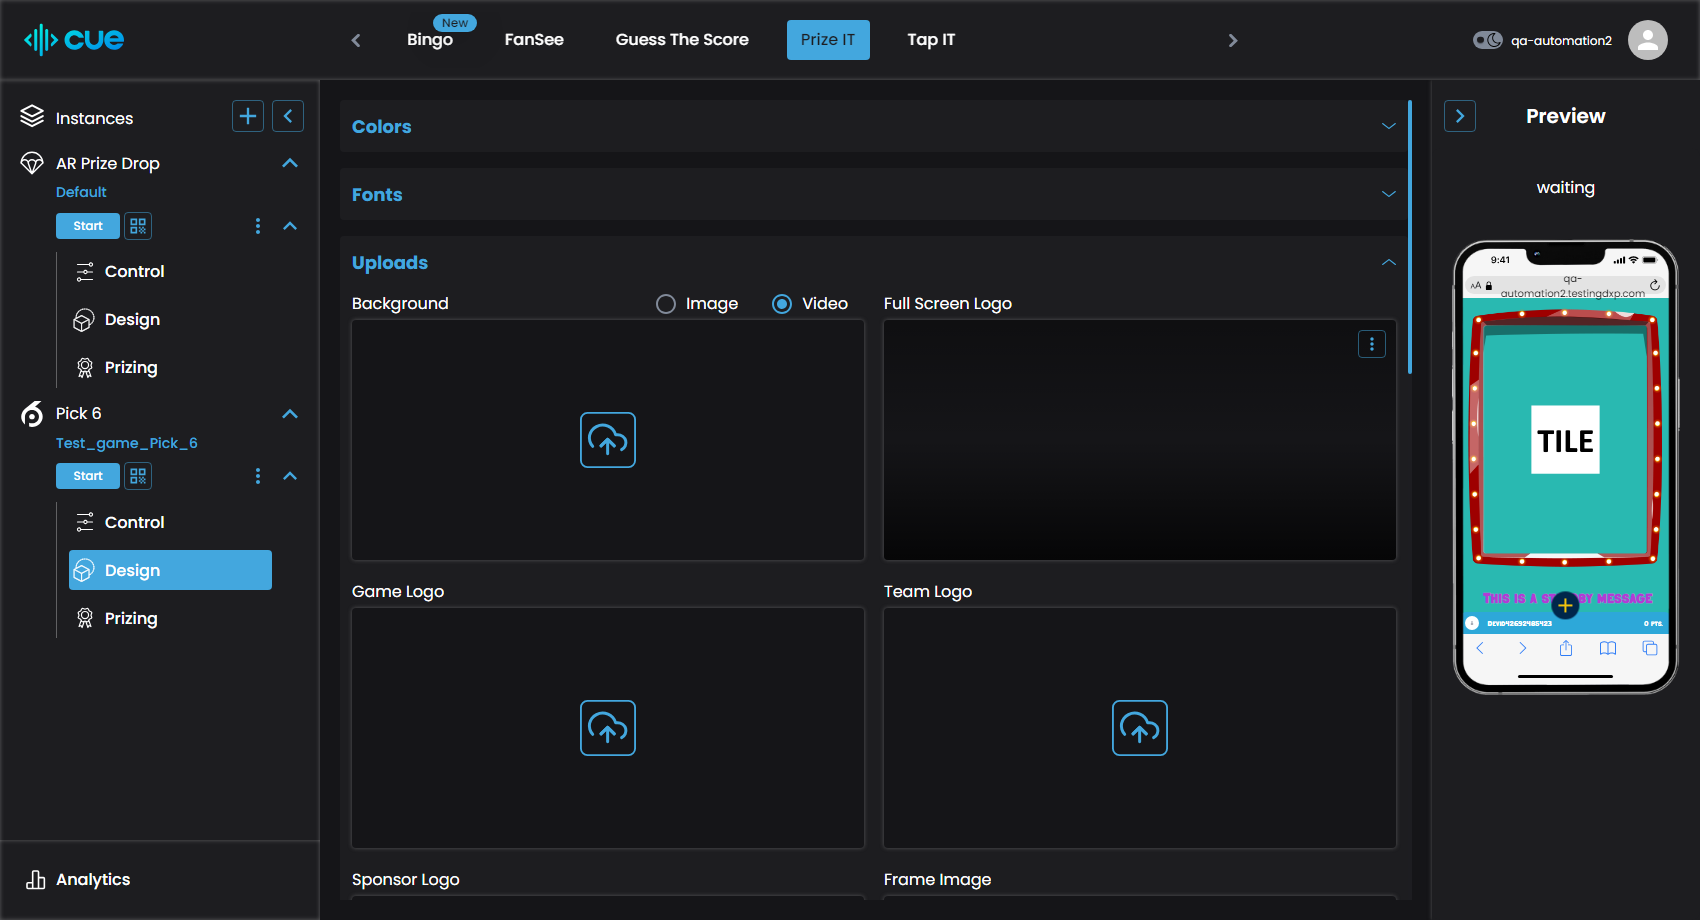 cue
New
Bingo
FanSee
Guess The Score
Prize IT
Tap IT
qa-automation2
Instances
AR Prize Drop
Default
Start
Control
Design
Prizing
Pick 6
Test_game_Pick_6
Start
Control
Design
Prizing
Analytics
Colors
Fonts
Uploads
Background
Image
Video
Full Screen Logo
Game Logo
Team Logo
Sponsor Logo
Frame Image
Preview
waiting
9:41
AA
qa-
automation2.testingdxp.com
TILE
THIS IS A ST BY MESSAGE
0 PTS.